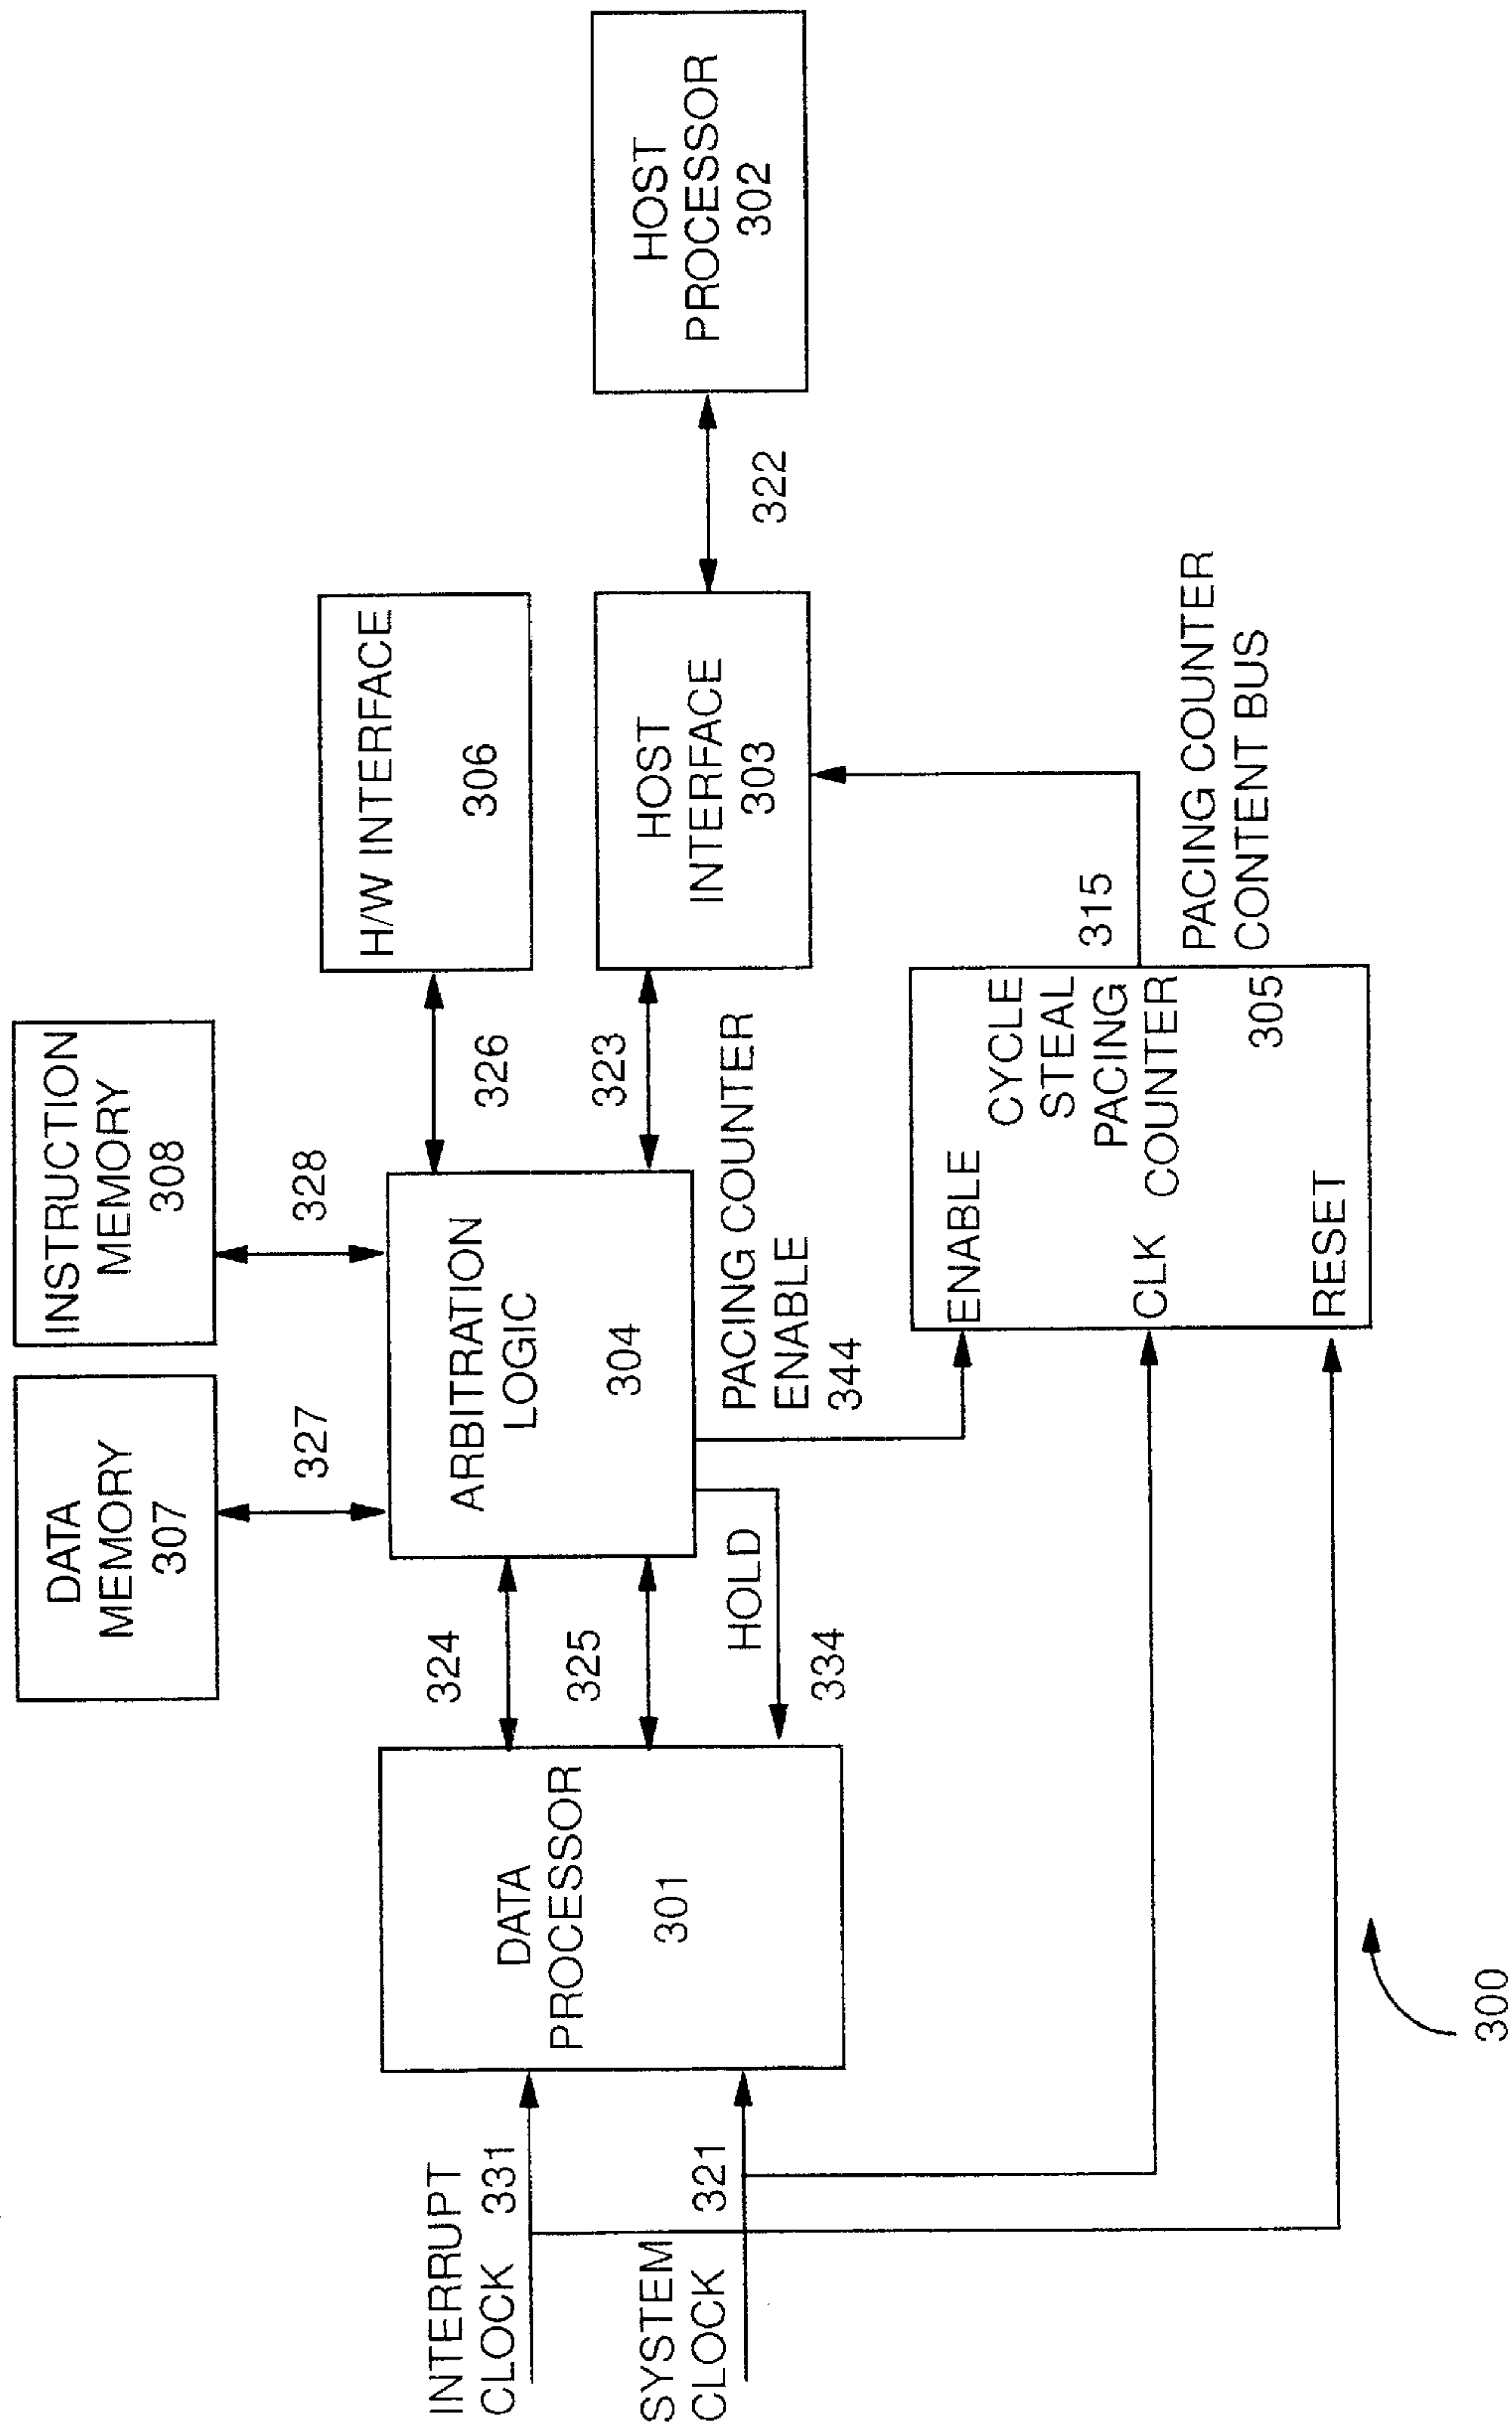 DATA
MEMORY
307
INSTRUCTION
MEMORY
308
327
328
INTERRUPT
CLOCK 331
SYSTEM
CLOCK 321
DATA
PROCESSOR
301
324
325
HOLD
334
ARBITRATION
LOGIC
304
326
323
H/W INTERFACE
306
HOST
INTERFACE
303
322
HOST
PROCESSOR
302
PACING COUNTER
ENABLE
344
ENABLE
CLK
RESET
CYCLE
STEAL
PACING
COUNTER
305
315
PACING COUNTER
CONTENT BUS
300